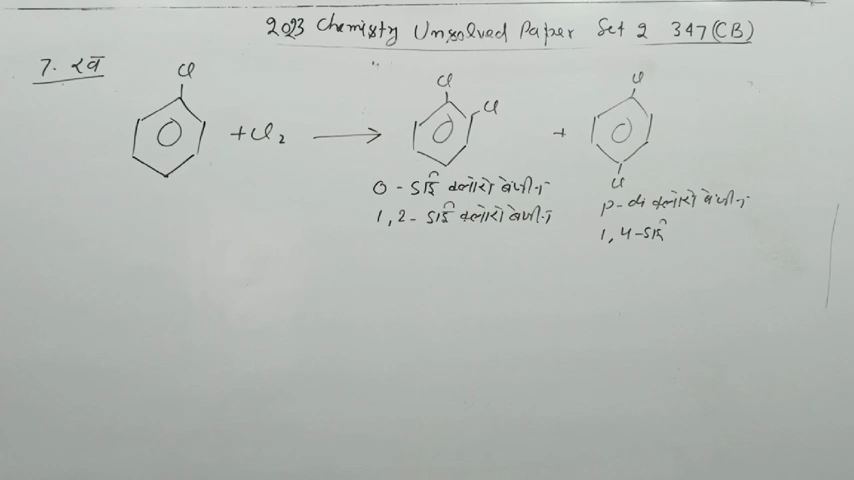 2023 Chemistry Unsolved Paper Set 2 347(CB)
7. रव
Cl
+Cl₂
Cl
Cl
+
Cl
Cl
o-डाई क्लोरो बेंजीन
1,2-डाई क्लोरो बेंजीन
p-डाई क्लोरो बेंजीन
1,4-डाई